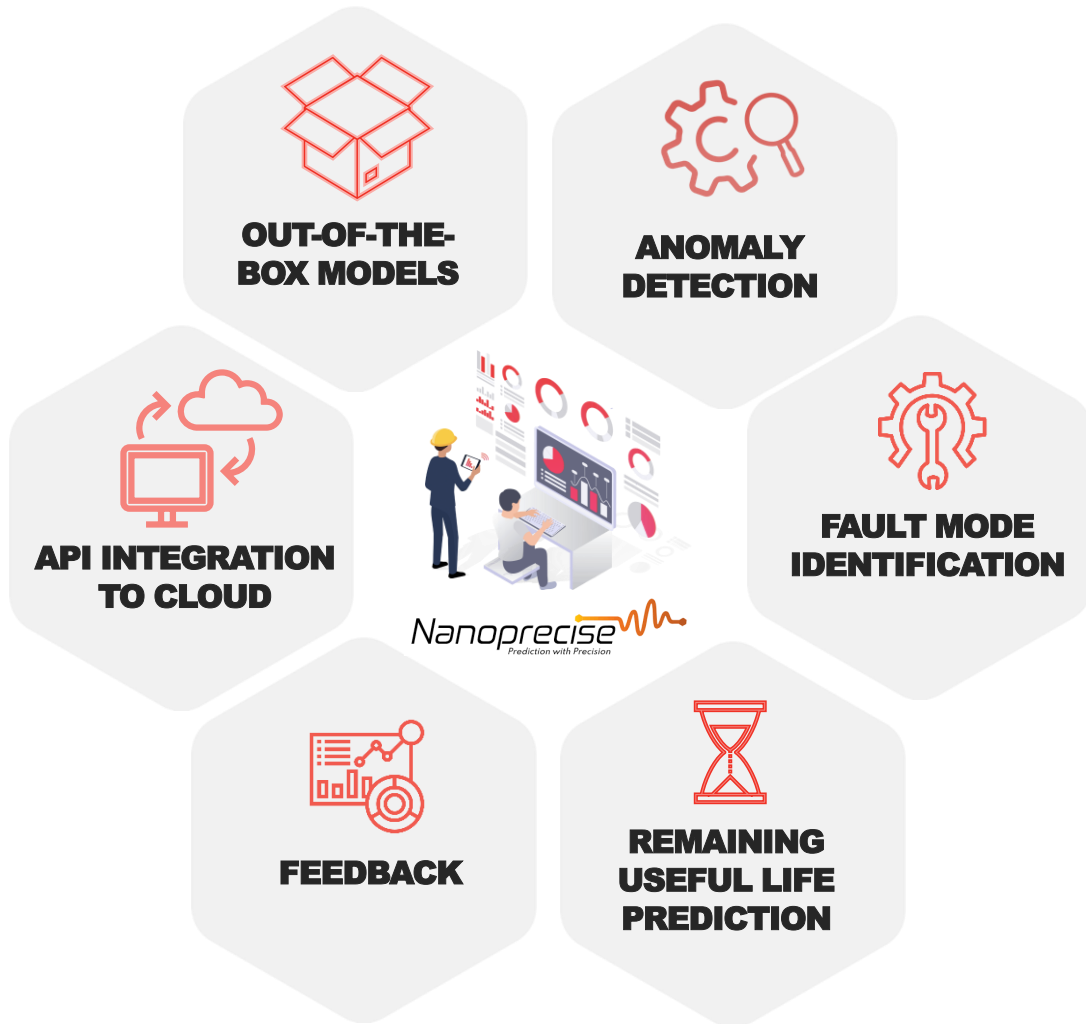 OUT-OF-THE-
BOX MODELS
ANOMALY
DETECTION
API INTEGRATION
TO CLOUD
FAULT MODE
IDENTIFICATION
Nanoprecise
Prediction with Precision
FEEDBACK
REMAINING
USEFUL LIFE
PREDICTION